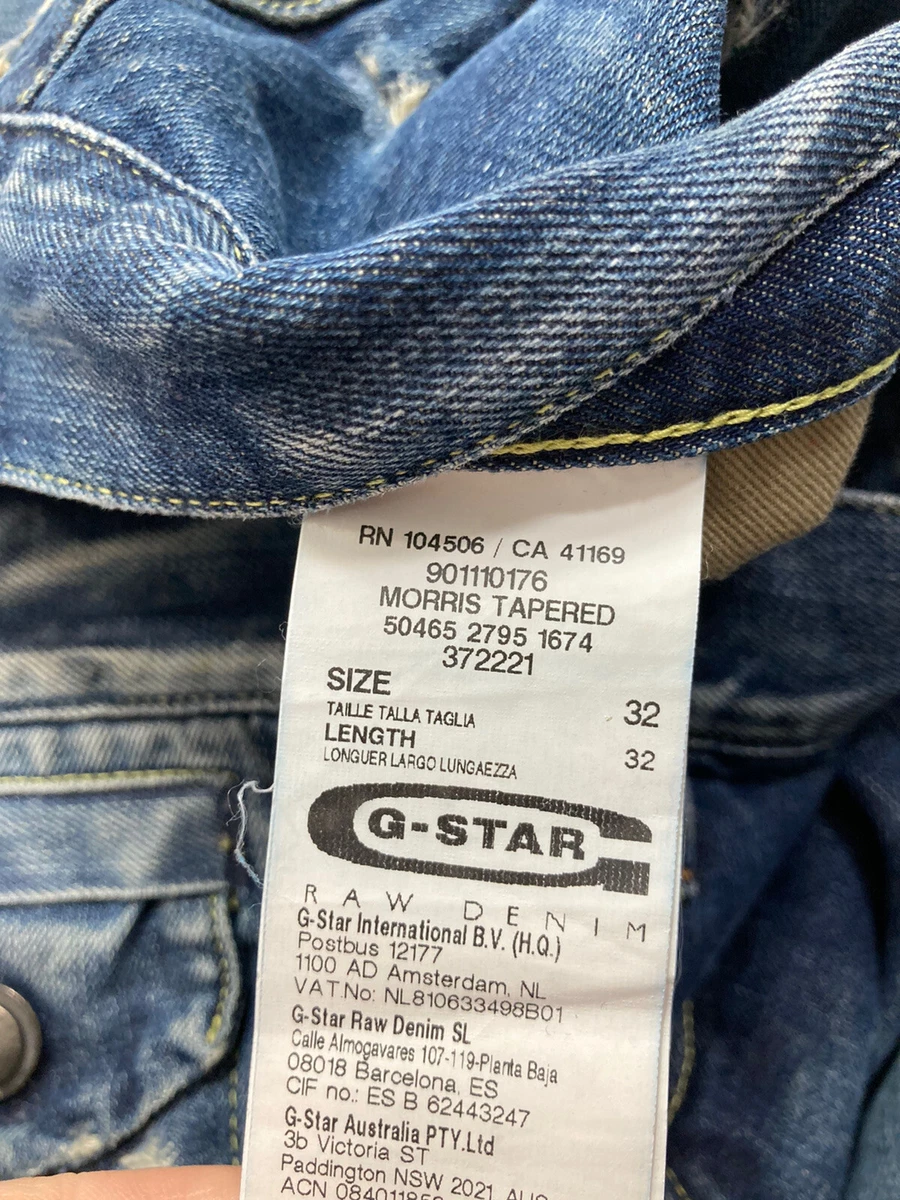 RN 104506 / CA 41169
901110176
MORRIS TAPERED
50465 2795 1674
372221
SIZE
TAILLE TALLA TAGLIA 32
LENGTH
LONGUER LARGO LUNGAEZZA 32
G-STAR
RAW DENIM
G-Star International B.V. (H.Q.)
Postbus 12177
1100 AD Amsterdam, NL
VAT.No: NL810633498B01
G-Star Raw Denim SL
Calle Almogavares 107-119-Planta Baja
08018 Barcelona, ES
CIF no.: ES B 62443247
G-Star Australia PTY.Ltd
3b Victoria ST
Paddington NSW 2021 AUS
ACN